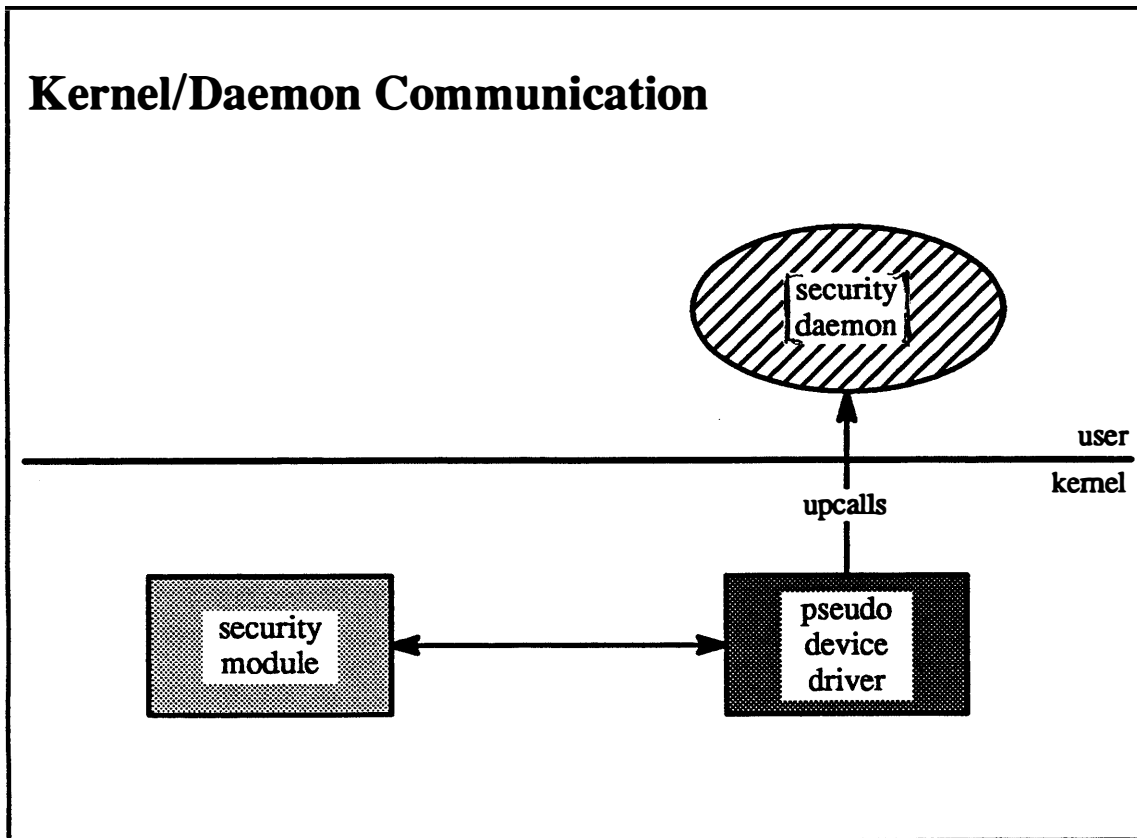 Kernel/Daemon Communication
security
daemon
user
kernel
upcalls
security
module
pseudo
device
driver